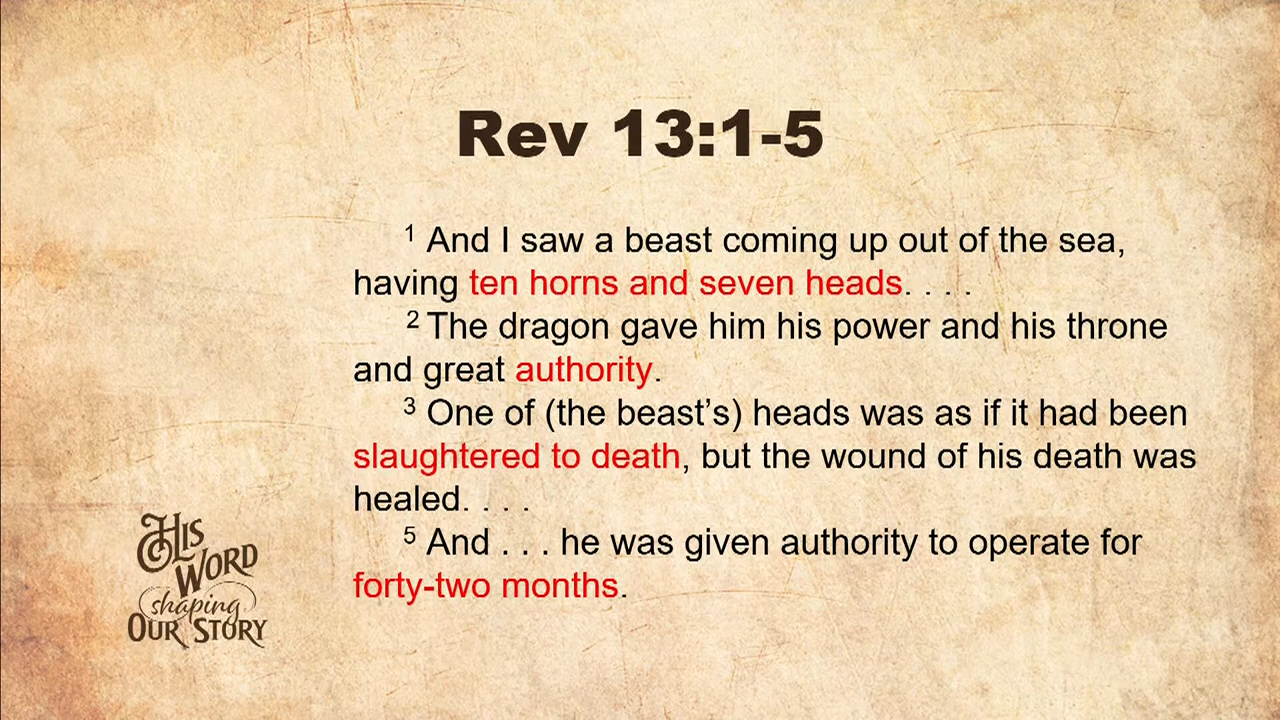 Rev 13:1-5
1 And I saw a beast coming up out of the sea,
having ten horns and seven heads. . . .
2 The dragon gave him his power and his throne
and great authority.
3 One of (the beast’s) heads was as if it had been
slaughtered to death, but the wound of his death was
healed. . . .
5 And . . . he was given authority to operate for
forty-two months.
His
Word
shaping
Our Story